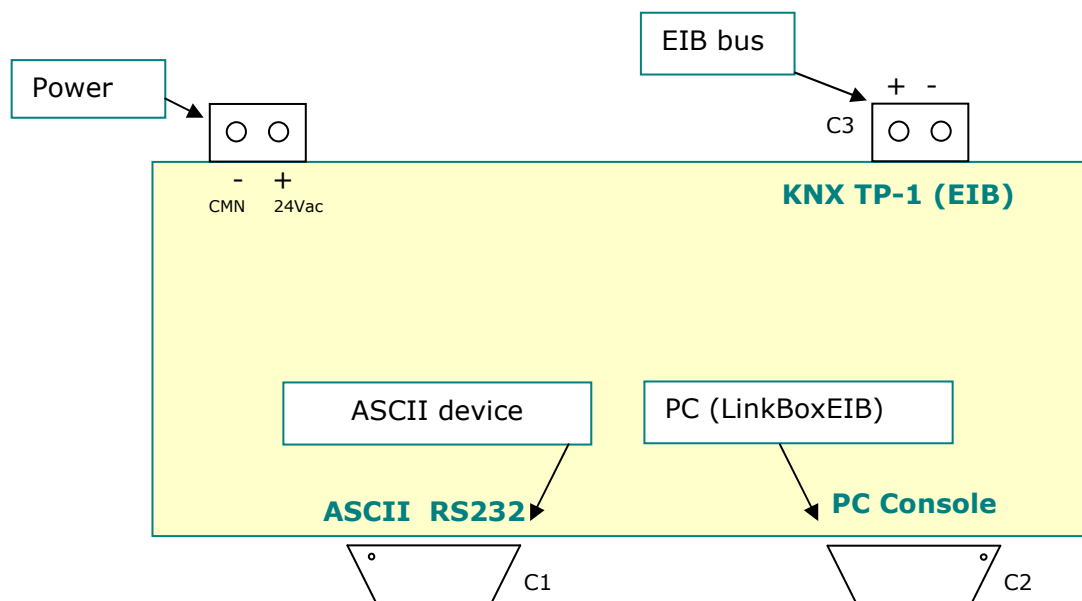 EIB bus
Power
+ -
C3
- +
CMN 24Vac
KNX TP-1 (EIB)
ASCII device
PC (LinkBoxEIB)
ASCII RS232
PC Console
C1
C2